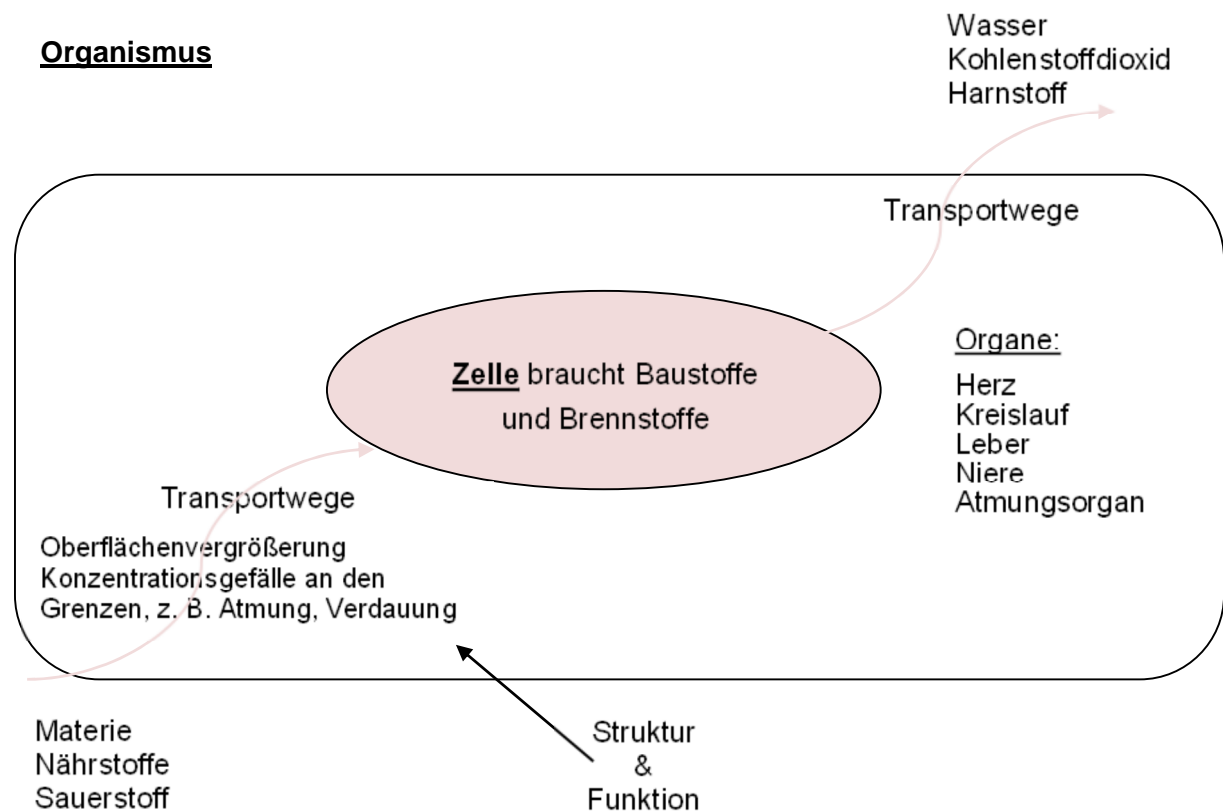 Organismus
Wasser
Kohlenstoffdioxid
Harnstoff
Transportwege
Zelle braucht Baustoffe
und Brennstoffe
Organe:
Herz
Kreislauf
Leber
Niere
Atmungsorgan
Transportwege
Oberflächenvergrößerung
Konzentrationsgefälle an den
Grenzen, z. B. Atmung, Verdauung
Materie
Nährstoffe
Sauerstoff
Struktur
&
Funktion